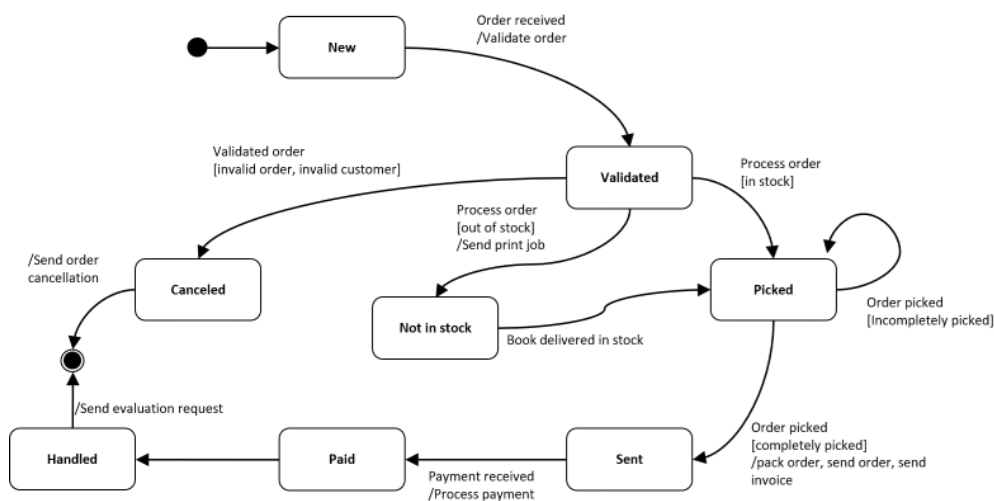 Order received
/Validate order
New
Validated order
[invalid order, invalid customer]
Validated
Process order
[in stock]
Process order
[out of stock]
/Send print job
/Send order
cancellation
Canceled
Not in stock
Picked
Order picked
[Incompletely picked]
Book delivered in stock
/Send evaluation request
Order picked
[completely picked]
/pack order, send order, send
invoice
Handled
Paid
Sent
Payment received
/Process payment